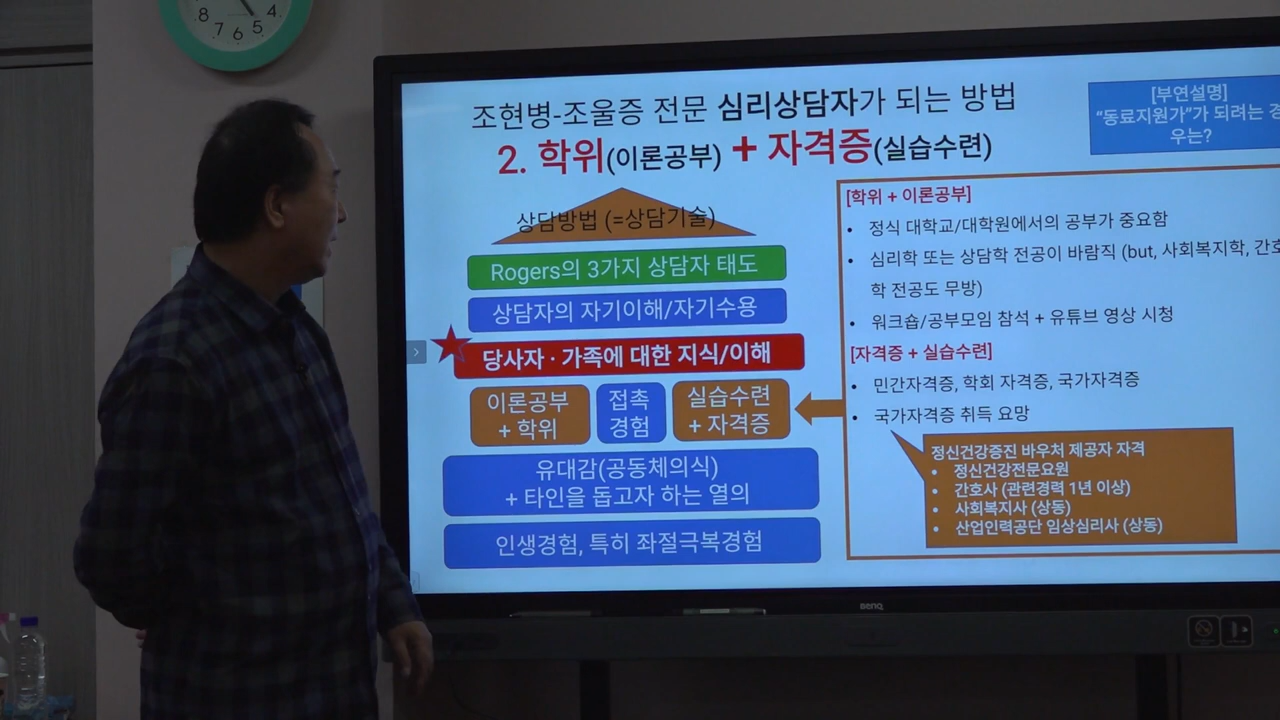 8
7
6
5
4
조현병-조울증 전문 심리상담자가 되는 방법
2. 학위(이론공부) + 자격증(실습수련)
[부연설명]
“동료지원가”가 되려는 경
우는?
상담방법 (=상담기술)
Rogers의 3가지 상담자 태도
상담자의 자기이해/자기수용
당사자 · 가족에 대한 지식/이해
이론공부
+ 학위
접촉
경험
실습수련
+ 자격증
유대감(공동체의식)
+ 타인을 돕고자 하는 열의
인생경험, 특히 좌절극복경험
[학위 + 이론공부]
• 정식 대학교/대학원에서의 공부가 중요함
• 심리학 또는 상담학 전공이 바람직 (but, 사회복지학, 간호
학 전공도 무방)
• 워크숍/공부모임 참석 + 유튜브 영상 시청
[자격증 + 실습수련]
• 민간자격증, 학회 자격증, 국가자격증
• 국가자격증 취득 요망
정신건강증진 바우처 제공자 자격
• 정신건강전문요원
• 간호사 (관련경력 1년 이상)
• 사회복지사 (상동)
• 산업인력공단 임상심리사 (상동)
BenQ